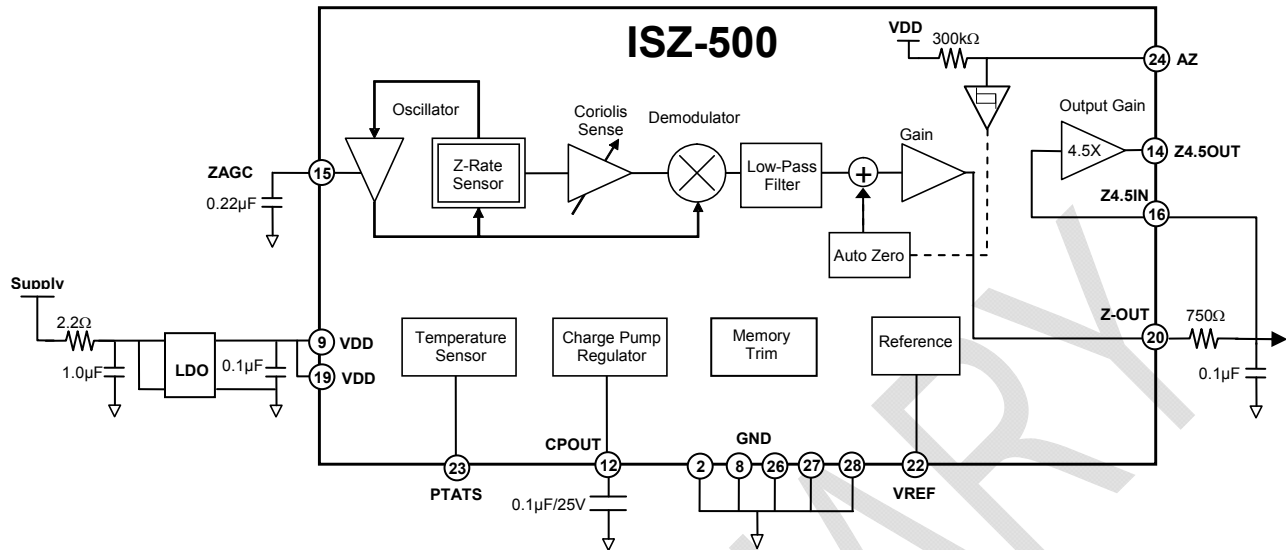 ISZ-500
VDD
300kΩ
24
AZ
Oscillator
Coriolis
Sense
Demodulator
Gain
Output Gain
4.5X
14
Z4.5OUT
ZAGC
15
Z-Rate
Sensor
Low-Pass
Filter
+
Z4.5IN
16
0.22µF
Auto Zero
Supply
2.2Ω
1.0µF
LDO
0.1µF
9
VDD
19
VDD
Temperature
Sensor
Charge Pump
Regulator
Memory
Trim
Reference
Z-OUT
20
750Ω
0.1µF
CPOUT
GND
23
12
2
8
26
27
28
22
PTATS
VREF
0.1µF/25V
ARY